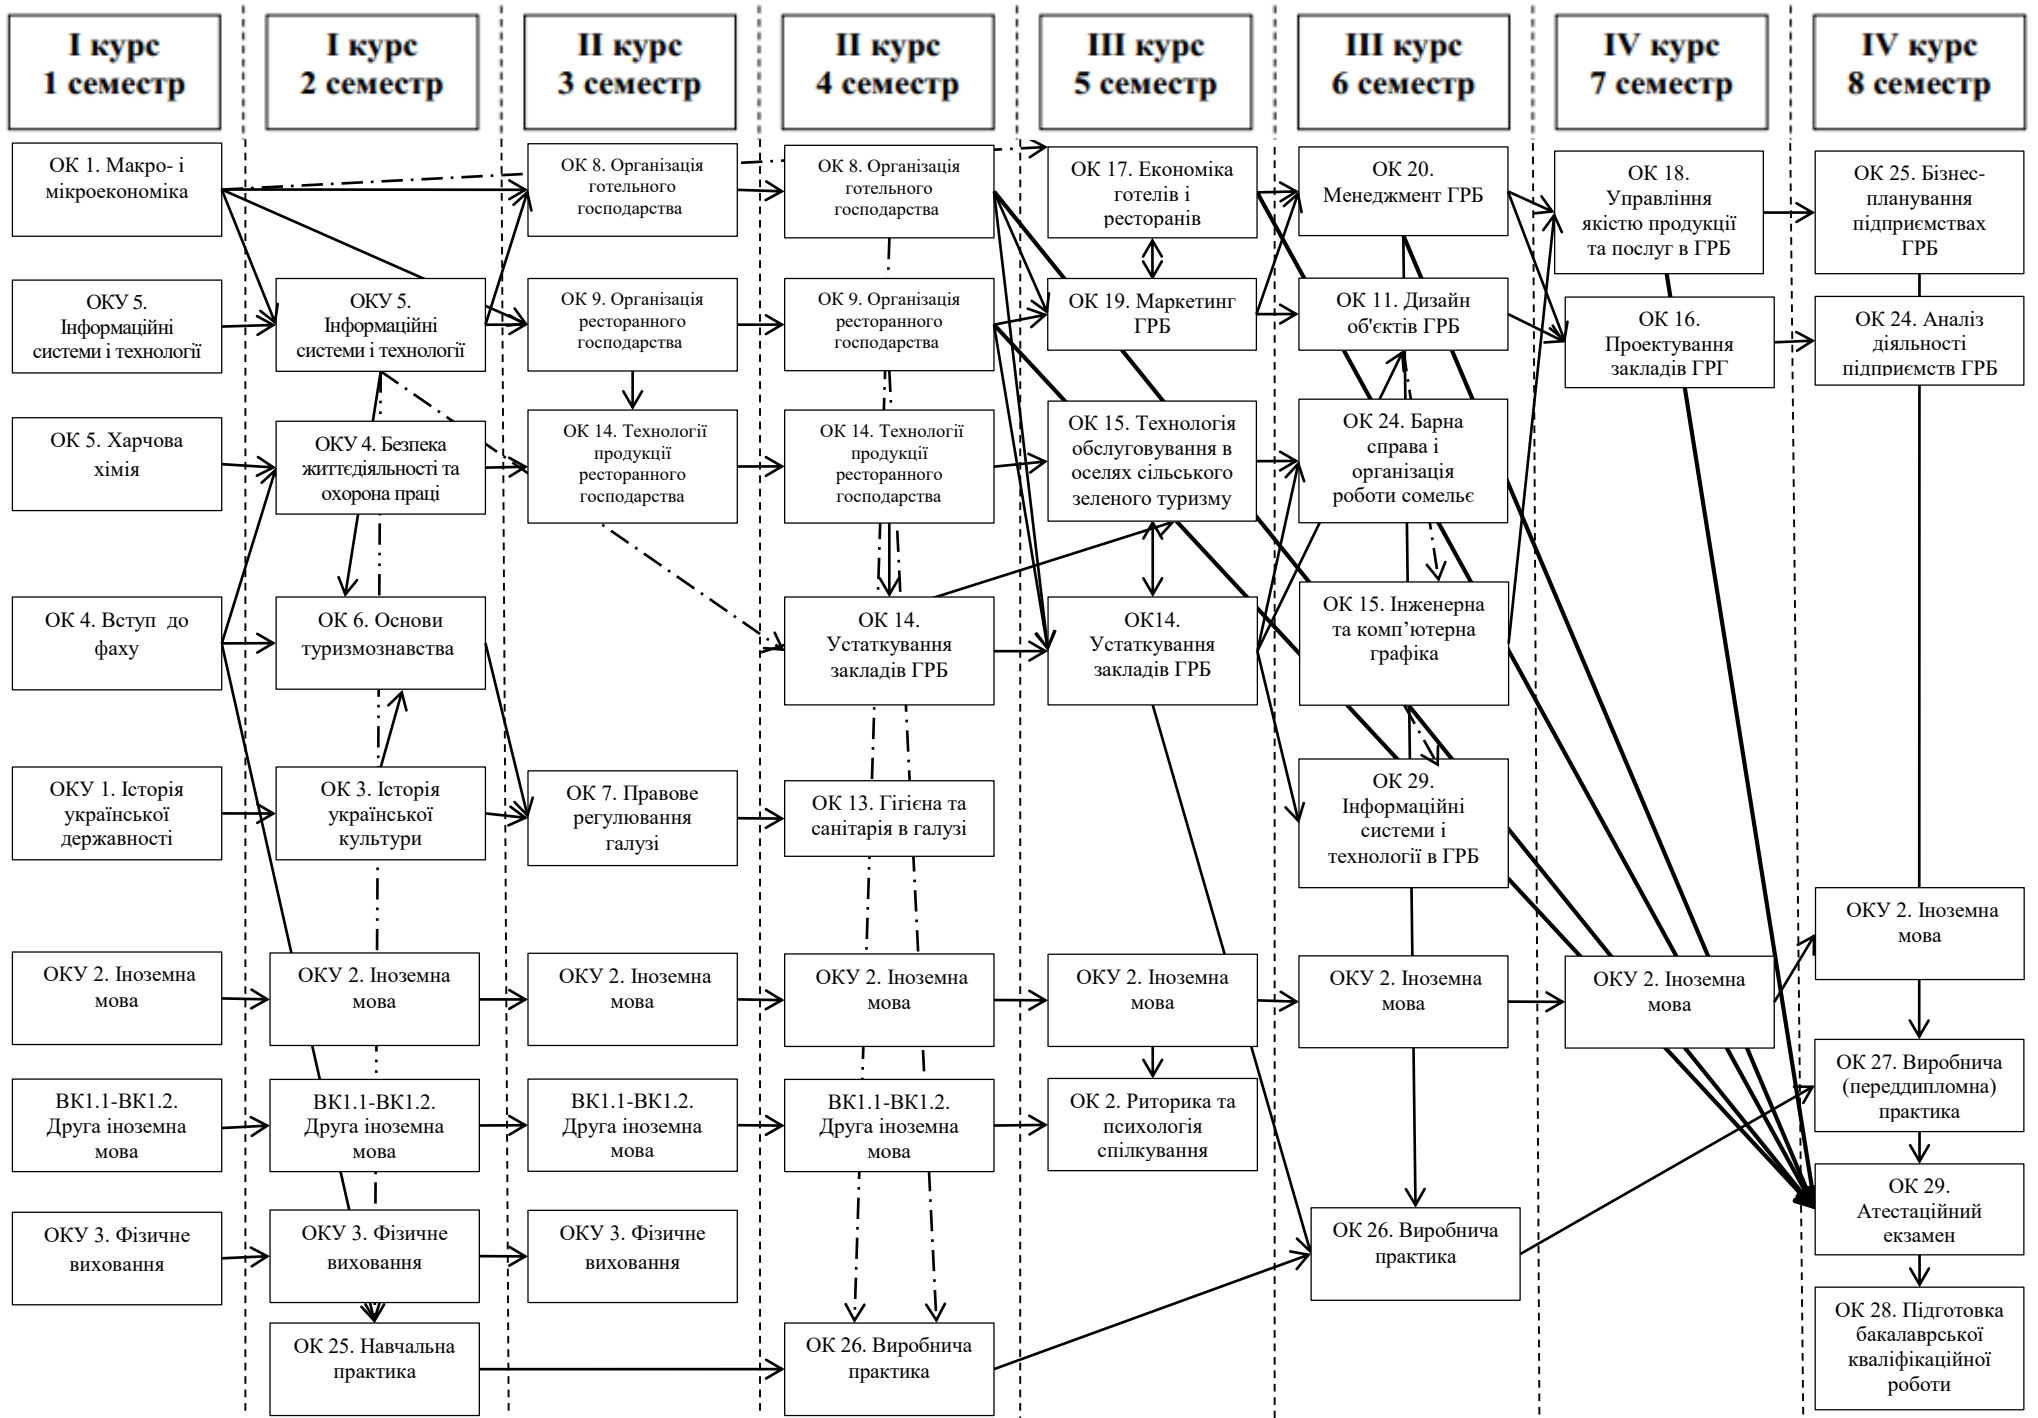 І курс
1 семестр
І курс
2 семестр
ІІ курс
3 семестр
ІІ курс
4 семестр
ІІІ курс
5 семестр
ІІІ курс
6 семестр
IV курс
7 семестр
IV курс
8 семестр
ОК 1. Макро- і
мікроекономіка
ОКУ 5.
Інформаційні
системи і технології
ОК 5. Харчова
хімія
ОК 4. Вступ до
фаху
ОКУ 1. Історія
української
державності
ОКУ 2. Іноземна
мова
ВК1.1-ВК1.2.
Друга іноземна
мова
ОКУ 3. Фізичне
виховання
ОКУ 5.
Інформаційні
системи і технології
ОКУ 4. Безпека
життєдіяльності та
охорона праці
ОК 6. Основи
туризмознавства
ОК 3. Історія
української
культури
ОКУ 2. Іноземна
мова
ВК1.1-ВК1.2.
Друга іноземна
мова
ОКУ 3. Фізичне
виховання
ОК 25. Навчальна
практика
ОК 8. Організація
готельного
господарства
ОК 9. Організація
ресторанного
господарства
ОК 14. Технології
продукції
ресторанного
господарства
ОК 7. Правове
регулювання
галузі
ОКУ 2. Іноземна
мова
ВК1.1-ВК1.2.
Друга іноземна
мова
ОКУ 3. Фізичне
виховання
ОК 8. Організація
готельного
господарства
ОК 9. Організація
ресторанного
господарства
ОК 14. Технології
продукції
ресторанного
господарства
ОК 14.
Устаткування
закладів ГРБ
ОК 13. Гігієна та
санітарія в галузі
ОКУ 2. Іноземна
мова
ВК1.1-ВК1.2.
Друга іноземна
мова
ОК 26. Виробнича
практика
ОК 17. Економіка
готелів і
ресторанів
ОК 19. Маркетинг
ГРБ
ОК 15. Технологія
обслуговування в
оселях сільського
зеленого туризму
ОК14.
Устаткування
закладів ГРБ
ОКУ 2. Іноземна
мова
ОК 2. Риторика та
психологія
спілкування
ОК 20.
Менеджмент ГРБ
ОК 11. Дизайн
об'єктів ГРБ
ОК 24. Барна
справа і
організація
роботи сомельє
ОК 15. Інженерна
та комп’ютерна
графіка
ОК 29.
Інформаційні
системи і
технології в ГРБ
ОКУ 2. Іноземна
мова
ОК 26. Виробнича
практика
ОК 18.
Управління
якістю продукції
та послуг в ГРБ
ОК 16.
Проектування
закладів ГРГ
ОКУ 2. Іноземна
мова
ОК 25. Бізнес-
планування
підприємствах
ГРБ
ОК 24. Аналіз
діяльності
підприємств ГРБ
ОКУ 2. Іноземна
мова
ОК 27. Виробнича
(переддипломна)
практика
ОК 29.
Атестаційний
екзамен
ОК 28. Підготовка
бакалаврської
кваліфікаційної
роботи